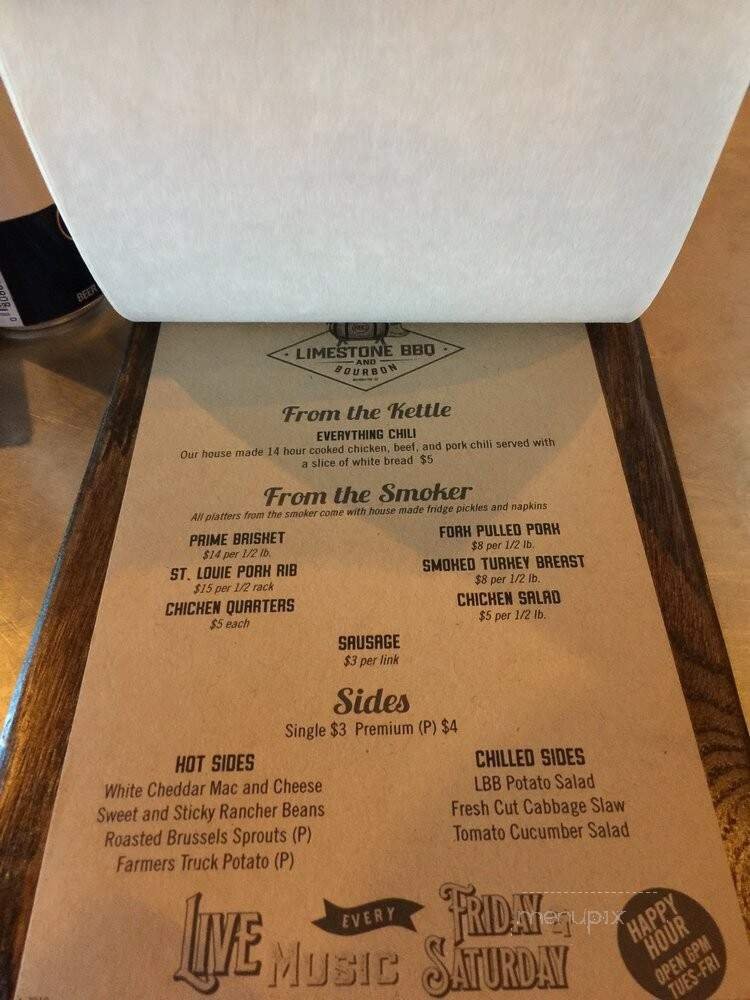 BEER
LIMESTONE BBQ
AND
BOURBON
From the Kettle
EVERYTHING CHILI
Our house made 14 hour cooked chicken, beef, and pork chili served with
a slice of white bread $5
From the Smoker
All platters from the smoker come with house made fridge pickles and napkins
PRIME BRISKET
$14 per 1/2 lb.
ST. LOUIE PORK RIB
$15 per 1/2 rack
CHICKEN QUARTERS
$5 each
FORK PULLED PORK
$8 per 1/2 lb.
SMOKED TURKEY BREAST
$8 per 1/2 lb.
CHICKEN SALAD
$5 per 1/2 lb.
SAUSAGE
$3 per link
Sides
Single $3 Premium (P) $4
HOT SIDES
White Cheddar Mac and Cheese
Sweet and Sticky Rancher Beans
Roasted Brussels Sprouts (P)
Farmers Truck Potato (P)
CHILLED SIDES
LBB Potato Salad
Fresh Cut Cabbage Slaw
Tomato Cucumber Salad
LIVE MUSIC
EVERY
FRIDAY &
SATURDAY
HAPPY
HOUR
OPEN 6PM
TUES-FRI
menupix